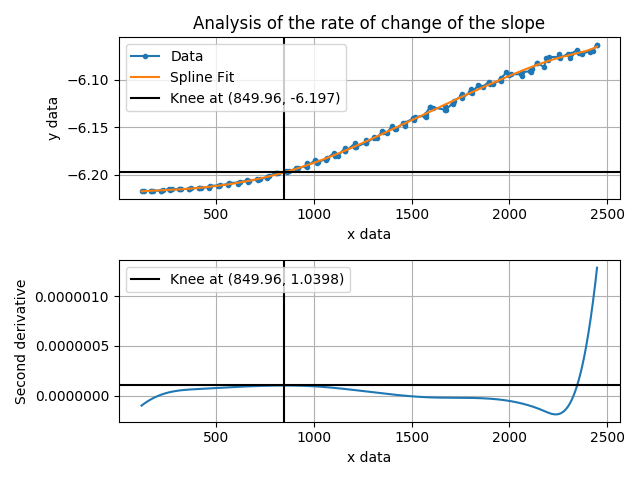 Analysis of the rate of change of the slope
Data
Spline Fit
Knee at (849.96, -6.197)
−6.10
−6.15
−6.20
y data
500 1000 1500 2000 2500
x data
Knee at (849.96, 1.0398)
0.0000010
0.0000005
0.0000000
Second derivative
500 1000 1500 2000 2500
x data